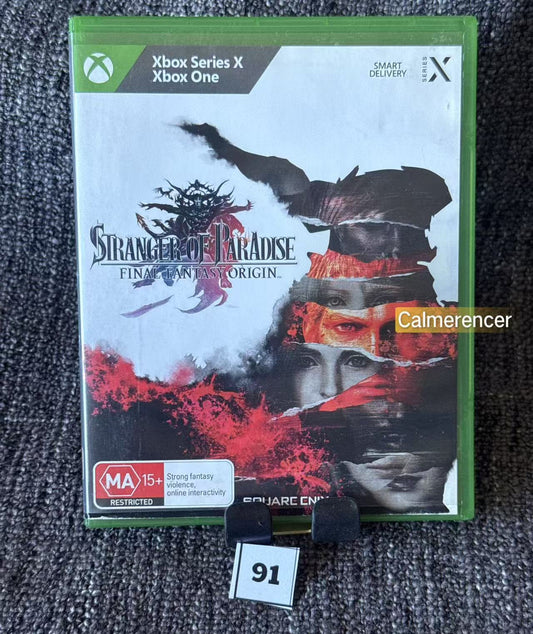 Xbox Series X
Xbox One
SMART
DELIVERY
SERIES X
STRANGER OF PARADISE
FINAL FANTASY ORIGIN™
Calmerencer
MA 15+
RESTRICTED
Strong fantasy
violence,
online interactivity
SQUARE ENIX
91